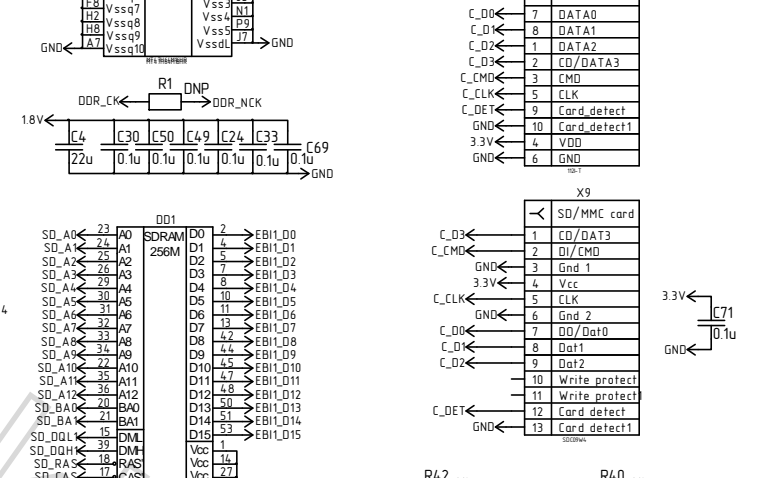 F8 Vssq7 Vss3
H2 Vssq8 Vss4 N1
H8 Vssq9 Vss5 P9
GND A7 Vssq10 VssdL J7 GND
R1 DNP
DDR_CK DDR_NCK
1.8V
C4 C30 C50 C49 C24 C33 C69
22u 0.1u 0.1u 0.1u 0.1u 0.1u 0.1u
GND
DD1
SDRAM
256M
SD_A0 23 A0 D0 2 EBI1_D0
SD_A1 24 A1 D1 4 EBI1_D1
SD_A2 25 A2 D2 5 EBI1_D2
SD_A3 26 A3 D3 7 EBI1_D3
SD_A4 29 A4 D4 8 EBI1_D4
SD_A5 30 A5 D5 10 EBI1_D5
SD_A6 31 A6 D6 11 EBI1_D6
SD_A7 32 A7 D7 13 EBI1_D7
SD_A8 33 A8 D8 42 EBI1_D8
SD_A9 34 A9 D9 44 EBI1_D9
SD_A10 22 A10 D10 45 EBI1_D10
SD_A11 35 A11 D11 47 EBI1_D11
SD_A12 36 A12 D12 48 EBI1_D12
SD_BA0 20 BA0 D13 50 EBI1_D13
SD_BA1 21 BA1 D14 51 EBI1_D14
SD_DQL1 15 DML D15 53 EBI1_D15
SD_DQH1 39 DMH Vcc 1
SD_RAS 18 RAS Vcc 14
SD_CAS 17 CAS Vcc 27
4
C_D0 7 DATA0
C_D1 8 DATA1
C_D2 1 DATA2
C_D3 2 CD/DATA3
C_CMD 3 CMD
C_CLK 5 CLK
C_DET 9 Card_detect
GND 10 Card_detect1
3.3V 4 VDD
GND 6 GND
112I-T
X9
SD/MMC card
C_D3 1 CD/DAT3
C_CMD 2 DI/CMD
GND 3 Gnd 1
3.3V 4 Vcc
C_CLK 5 CLK
GND 6 Gnd 2
C_D0 7 DO/Dat0
C_D1 8 Dat1
C_D2 9 Dat2
10 Write protect
11 Write protect1
C_DET 12 Card detect
GND 13 Card detect1
3.3V
C71
0.1u
GND
R42 R40